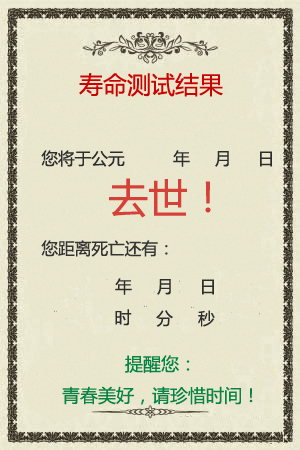 寿命测试结果
您将于公元 年 月 日
去世！
您距离死亡还有：
年 月 日
时 分 秒
提醒您：
青春美好，请珍惜时间！